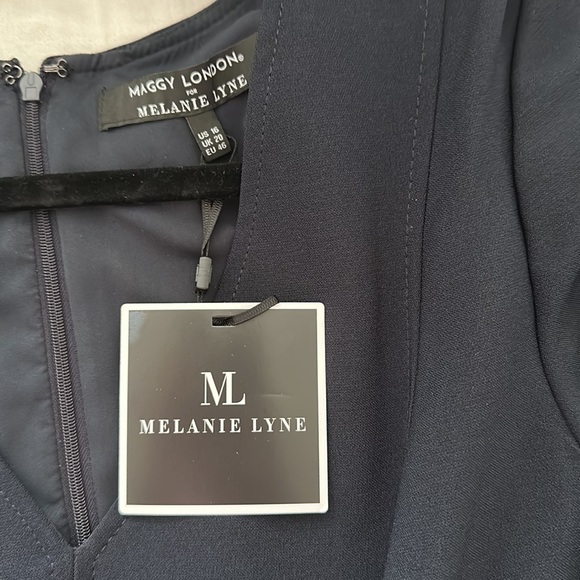 MAGGY LONDON®
FOR
MELANIE LYNE
US 16
UK 20
EU 46
ML
MELANIE LYNE